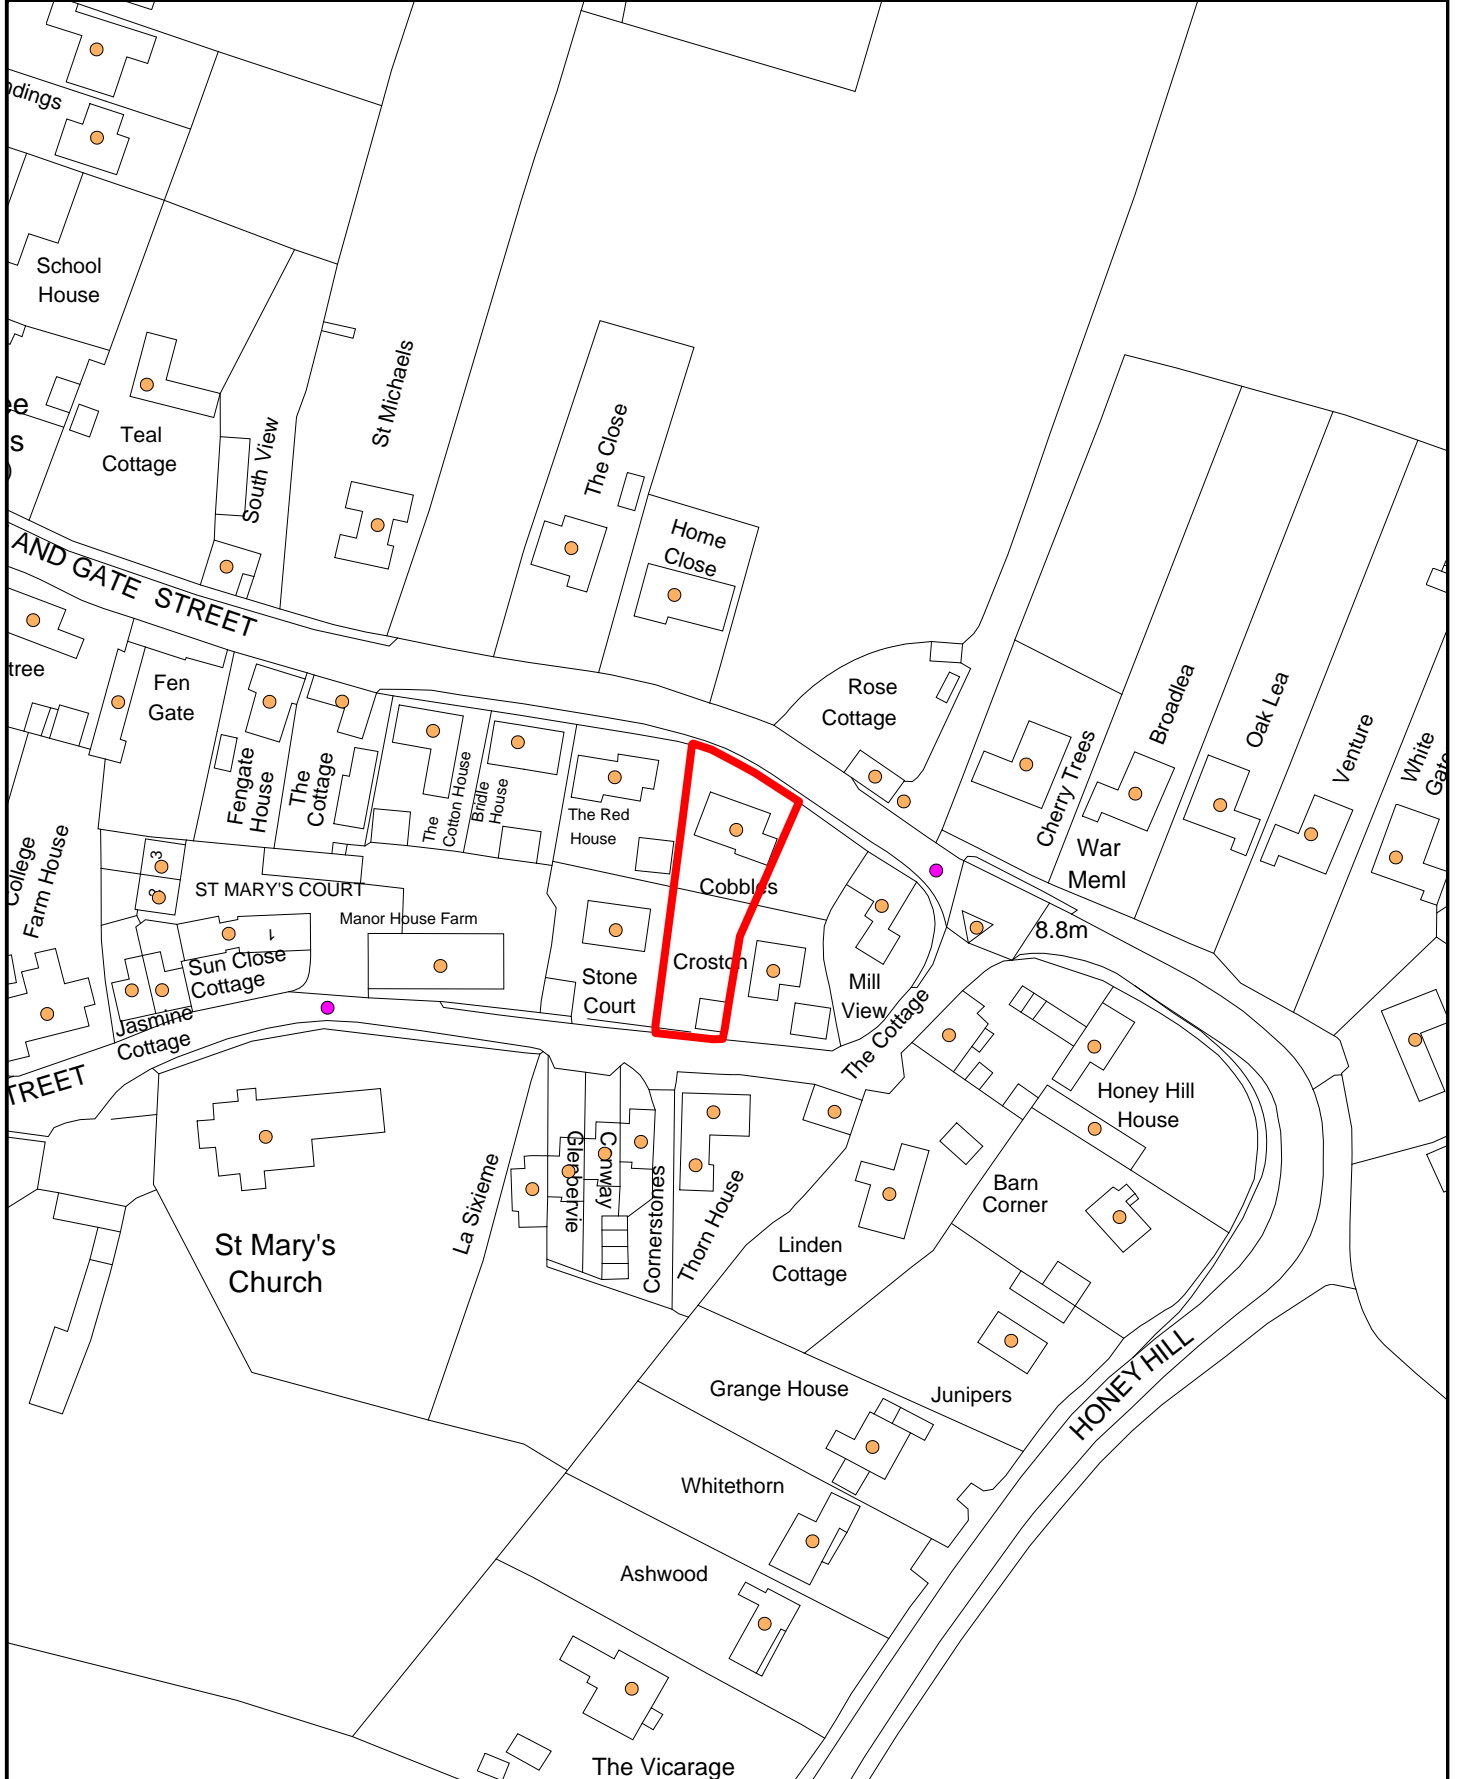 School
House
Teal
Cottage
South View
St Michaels
The Close
Home
Close
AND GATE STREET
tree
Fen
Gate
Fengate
House
The
Cottage
The
Cotton House
Bridle
House
The Red
House
Rose
Cottage
Cherry Trees
Broadlea
Oak Lea
Venture
White
Gate
War
Meml
8.8m
College
Farm House
3
ST MARY'S COURT
1
Manor House Farm
Sun Close
Cottage
Jasmine
Cottage
Stone
Court
Cobbles
Croston
Mill
View
The Cottage
TREET
Honey Hill
House
Barn
Corner
St Mary's
Church
La Sixieme
Glenbervie
Conway
Cornerstones
Thorn House
Linden
Cottage
Grange House
Junipers
HONEY HILL
Whitethorn
Ashwood
The Vicarage